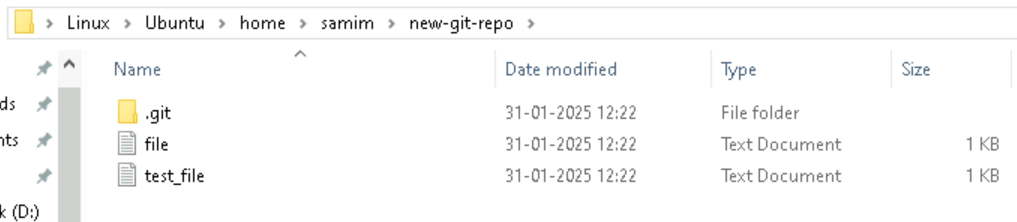 Linux > Ubuntu > home > samim > new-git-repo >
Name Date modified Type Size
.git 31-01-2025 12:22 File folder
ds
file 31-01-2025 12:22 Text Document 1 KB
nts
test_file 31-01-2025 12:22 Text Document 1 KB
k (D:)